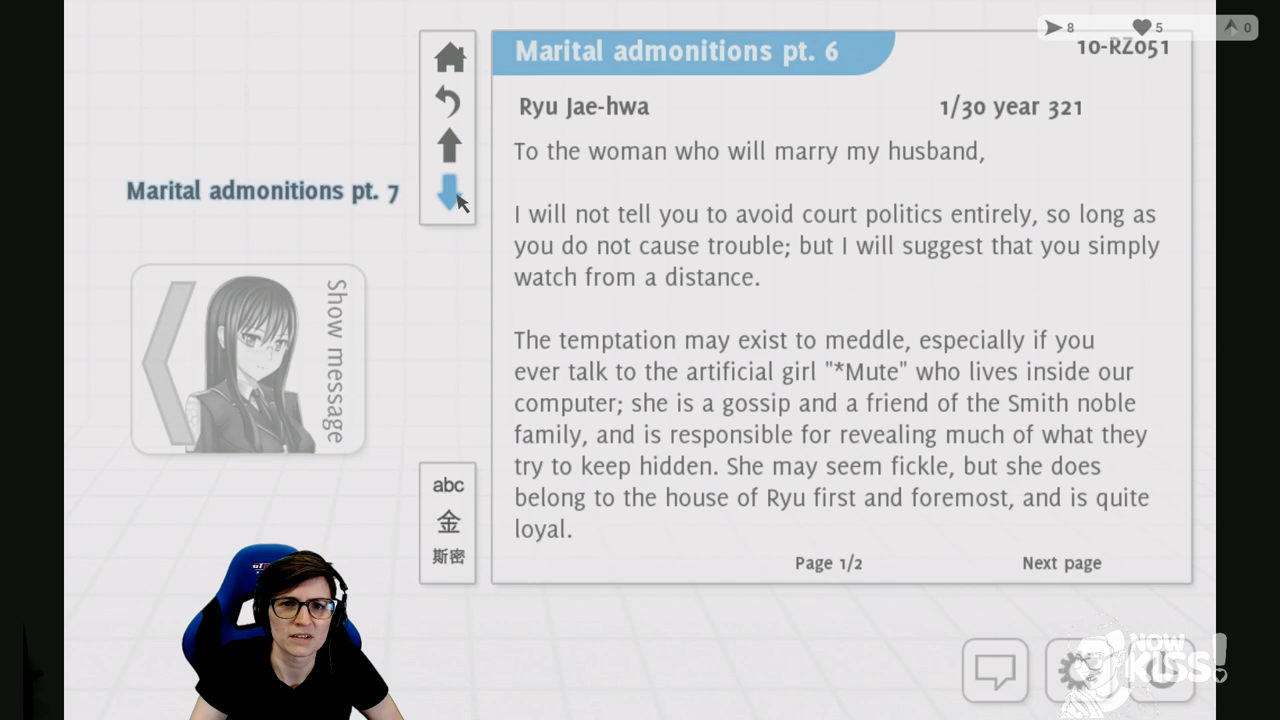 8 5 0
Marital admonitions pt. 6
10-RZ051
Ryu Jae-hwa 1/30 year 321
To the woman who will marry my husband,
I will not tell you to avoid court politics entirely, so long as
you do not cause trouble; but I will suggest that you simply
watch from a distance.
The temptation may exist to meddle, especially if you
ever talk to the artificial girl "*Mute" who lives inside our
computer; she is a gossip and a friend of the Smith noble
family, and is responsible for revealing much of what they
try to keep hidden. She may seem fickle, but she does
belong to the house of Ryu first and foremost, and is quite
loyal.
Page 1/2 Next page
Marital admonitions pt. 7
Show message
abc
金
斯密
NOW
KISS!